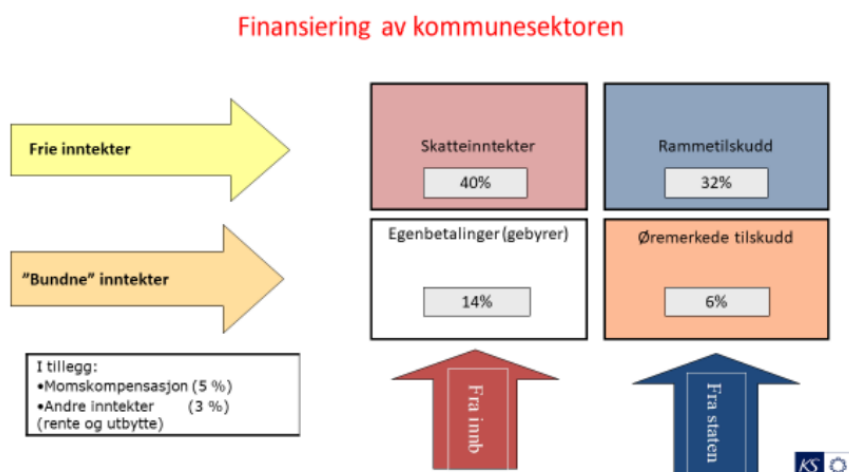 Finansiering av kommunesektoren
Frie inntekter
Skatteinntekter
40%
Rammetilskudd
32%
"Bundne" inntekter
Egenbetalinger (gebyrer)
14%
Øremerkede tilskudd
6%
I tillegg:
•Momskompensasjon (5 %)
•Andre inntekter (3 %)
(rente og utbytte)
Fra innb
Fra staten
KS